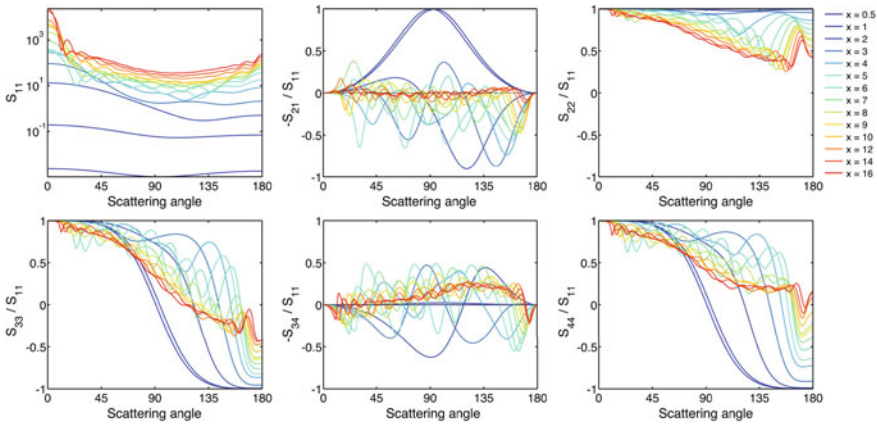 10³
10¹
10⁻¹
S₁₁
0 45 90 135 180
Scattering angle
1
0.5
0
-0.5
-1
-S₂₁ / S₁₁
0 45 90 135 180
Scattering angle
1
0.5
0
-0.5
-1
S₂₂ / S₁₁
0 45 90 135 180
Scattering angle
x = 0.5
x = 1
x = 2
x = 3
x = 4
x = 5
x = 6
x = 7
x = 8
x = 9
x = 10
x = 12
x = 14
x = 16
1
0.5
0
-0.5
-1
S₃₃ / S₁₁
0 45 90 135 180
Scattering angle
1
0.5
0
-0.5
-1
-S₃₄ / S₁₁
0 45 90 135 180
Scattering angle
1
0.5
0
-0.5
-1
S₄₄ / S₁₁
0 45 90 135 180
Scattering angle